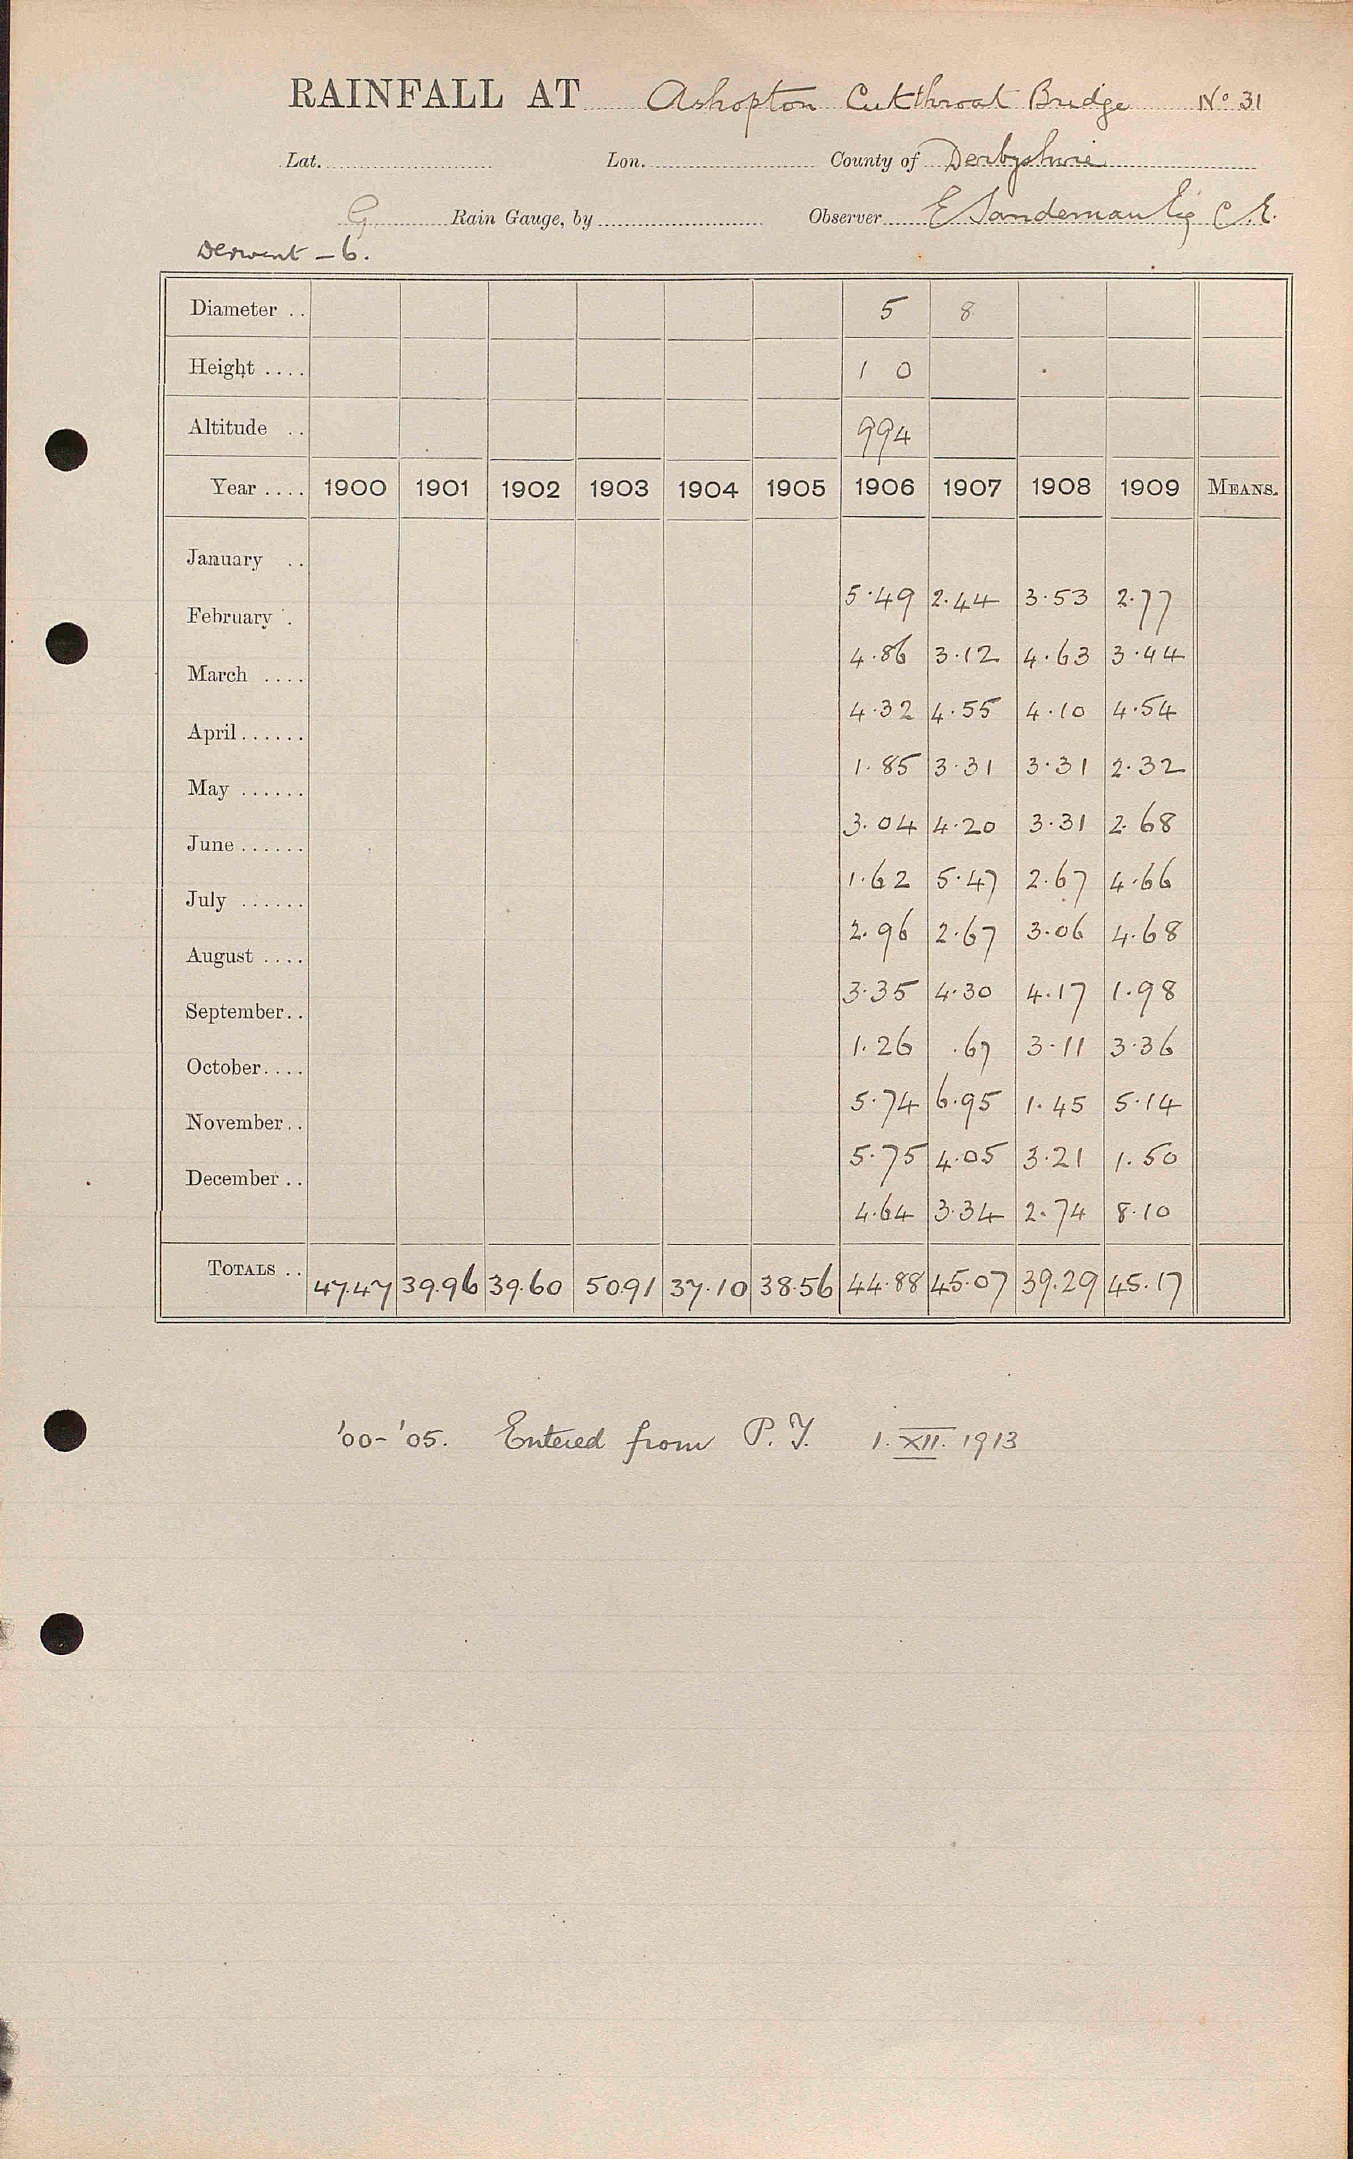 RAINFALL AT Ashopton Cutthroat Bridge No 31
Lat. Lon. County of Derbyshire
G Rain Gauge, by Observer E Sandeman Esq C.E.
Derwent - 6.
Diameter .. 5 8
Height .... 1 0
Altitude .. 994
Year .... 1900 1901 1902 1903 1904 1905 1906 1907 1908 1909 MEANS.
January .. 5.49 2.44 3.53 2.77
February . 4.86 3.12 4.63 3.44
March .... 4.32 4.55 4.10 4.54
April...... 1.85 3.31 3.31 2.32
May ...... 3.04 4.20 3.31 2.68
June...... 1.62 5.47 2.67 4.66
July ...... 2.96 2.67 3.06 4.68
August .... 3.35 4.30 4.17 1.98
September.. 1.26 .67 3.11 3.36
October.... 5.74 6.95 1.45 5.14
November.. 5.75 4.05 3.21 1.50
December .. 4.64 3.34 2.74 8.10
TOTALS .. 47.47 39.96 39.60 50.91 37.10 38.56 44.88 45.07 39.29 45.17
'00-'05. Entered from P.Y. 1.XII.1913